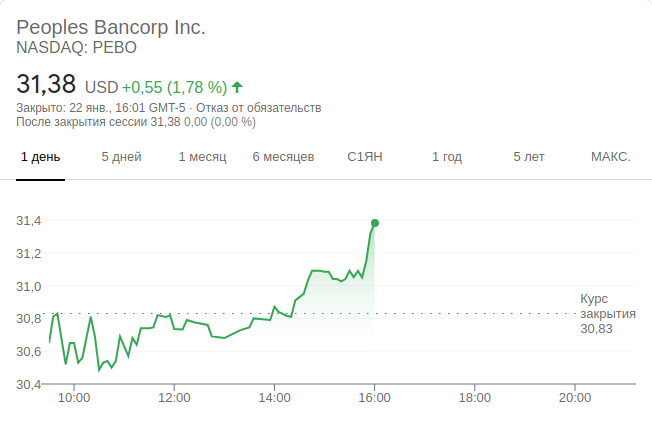 Peoples Bancorp Inc.
NASDAQ: PEBO
31,38 USD +0,55 (1,78 %)
Закрыто: 22 янв., 16:01 GMT-5 · Отказ от обязательств
После закрытия сессии 31,38 0,00 (0,00 %)
1 день 5 дней 1 месяц 6 месяцев С1ЯН 1 год 5 лет МАКС.
31,4
31,2
31,0
30,8
30,6
30,4
Курс
закрытия
30,83
10:00 12:00 14:00 16:00 18:00 20:00